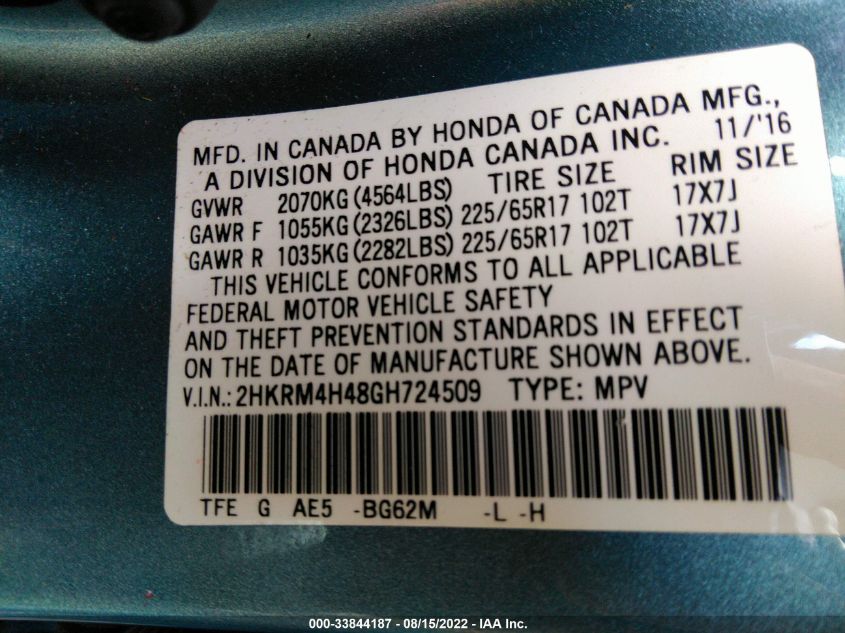 MFD. IN CANADA BY HONDA OF CANADA MFG.,
A DIVISION OF HONDA CANADA INC. 11/'16
GVWR 2070KG(4564LBS) TIRE SIZE RIM SIZE
GAWR F 1055KG(2326LBS) 225/65R17 102T 17X7J
GAWR R 1035KG(2282LBS) 225/65R17 102T 17X7J
THIS VEHICLE CONFORMS TO ALL APPLICABLE
FEDERAL MOTOR VEHICLE SAFETY
AND THEFT PREVENTION STANDARDS IN EFFECT
ON THE DATE OF MANUFACTURE SHOWN ABOVE.
V.I.N.: 2HKRM4H48GH724509 TYPE: MPV
TFE G AE5 -BG62M -L -H
000-33844187 - 08/15/2022 - IAA Inc.